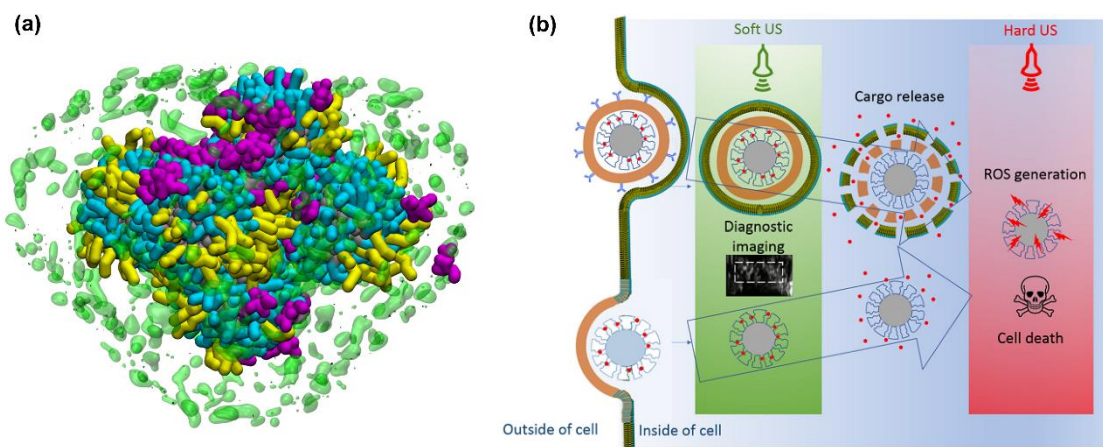 (a)
(b)
Soft US
Hard US
Cargo release
ROS generation
Diagnostic
imaging
Cell death
Outside of cell
Inside of cell